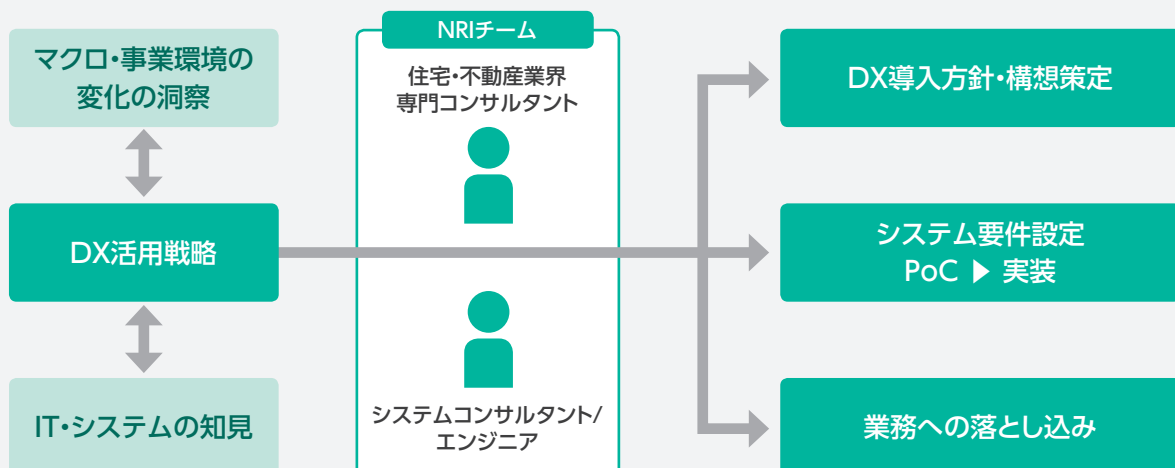 マクロ・事業環境の
変化の洞察
DX活用戦略
IT・システムの知見
NRIチーム
住宅・不動産業界
専門コンサルタント
システムコンサルタント/
エンジニア
DX導入方針・構想策定
システム要件設定
PoC ▶ 実装
業務への落とし込み